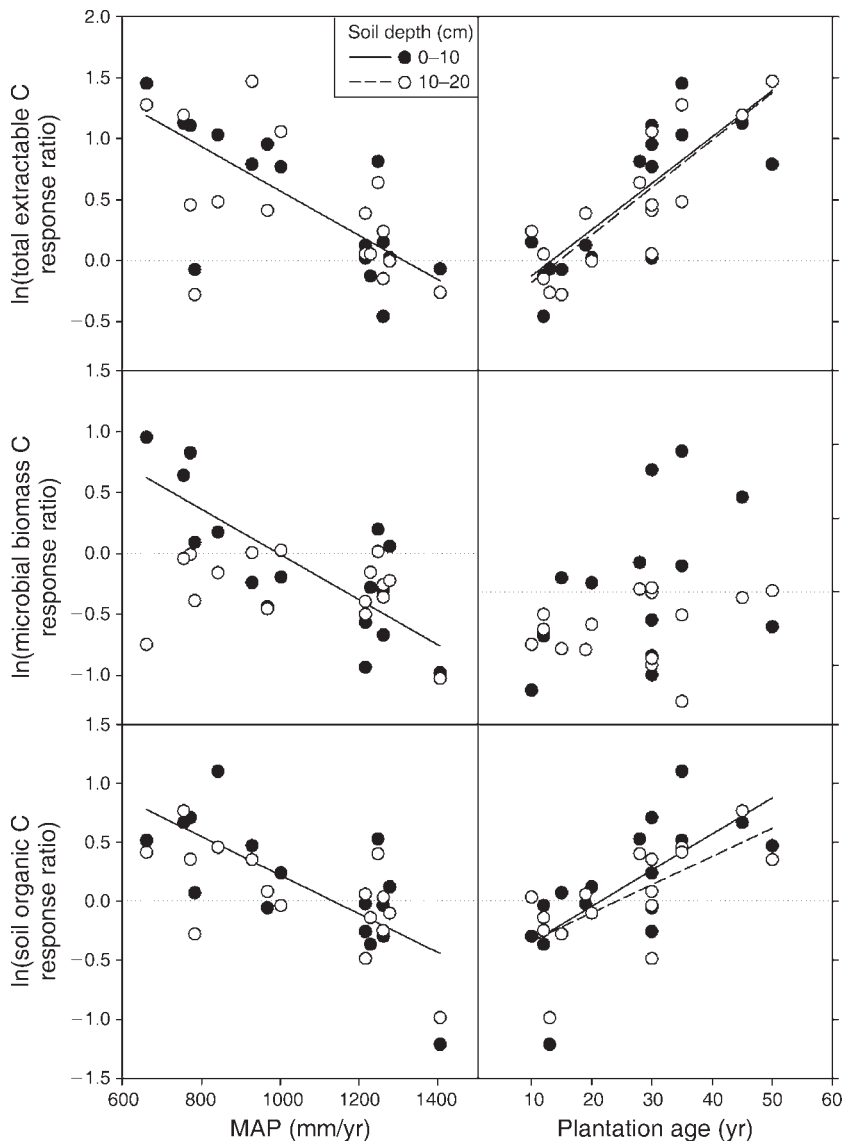 Soil depth (cm)
0–10
10–20
ln(total extractable C
response ratio)
2.0
1.5
1.0
0.5
0.0
−0.5
1.5
ln(microbial biomass C
response ratio)
1.0
0.5
0.0
−0.5
−1.0
1.5
ln(soil organic C
response ratio)
1.0
0.5
0.0
−0.5
−1.0
−1.5
600 800 1000 1200 1400
10 20 30 40 50 60
MAP (mm/yr)
Plantation age (yr)